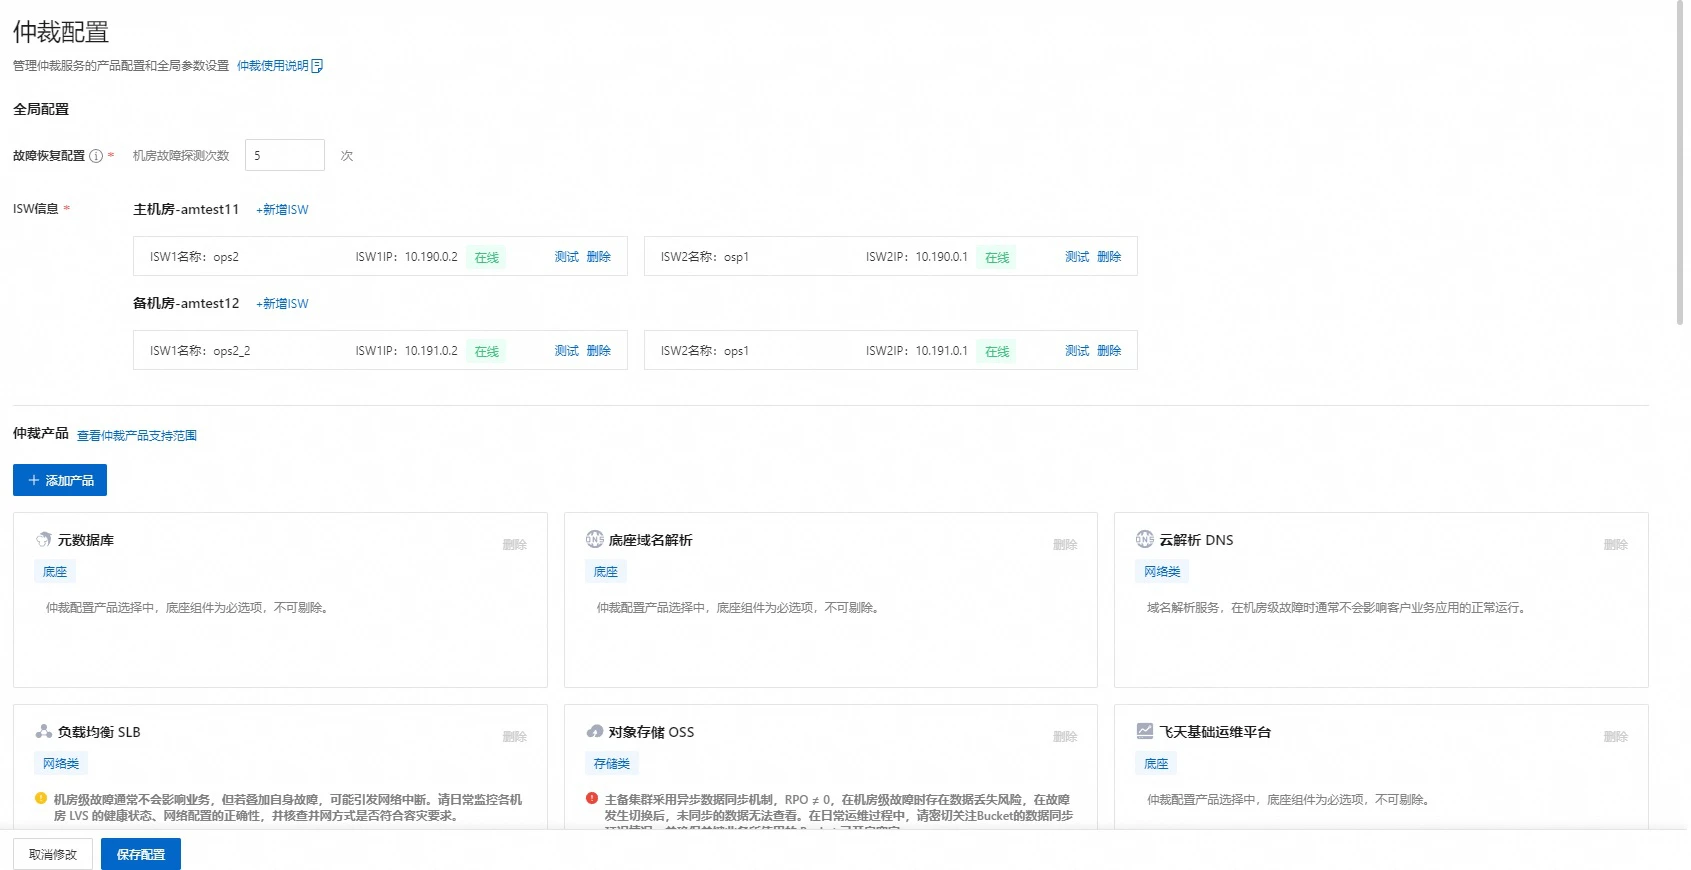 仲裁配置
管理仲裁服务的产品配置和全局参数设置 仲裁使用说明
全局配置
故障恢复配置 * 机房故障探测次数 5 次
ISW信息 * 主机房-amtest11 +新增ISW
ISW1名称：ops2 ISW1IP：10.190.0.2 在线 测试 删除 ISW2名称：osp1 ISW2IP：10.190.0.1 在线 测试 删除
备机房-amtest12 +新增ISW
ISW1名称：ops2_2 ISW1IP：10.191.0.2 在线 测试 删除 ISW2名称：ops1 ISW2IP：10.191.0.1 在线 测试 删除
仲裁产品 查看仲裁产品支持范围
+ 添加产品
元数据库 删除
底座
仲裁配置产品选择中，底座组件为必选项，不可剔除。
底座域名解析 删除
底座
仲裁配置产品选择中，底座组件为必选项，不可剔除。
云解析 DNS 删除
网络类
域名解析服务，在机房级故障时通常不会影响客户业务应用的正常运行。
负载均衡 SLB 删除
网络类
机房级故障通常不会影响业务，但若叠加自身故障，可能引发网络中断。请日常监控各机
房 LVS 的健康状态、网络配置的正确性，并核查并网方式是否符合容灾要求。
对象存储 OSS 删除
存储类
主备集群采用异步数据同步机制，RPO ≠ 0，在机房级故障时存在数据丢失风险，在故障
发生切换后，未同步的数据无法查看。在日常运维过程中，请密切关注Bucket的数据同步
飞天基础运维平台 删除
底座
仲裁配置产品选择中，底座组件为必选项，不可剔除。
取消修改 保存配置